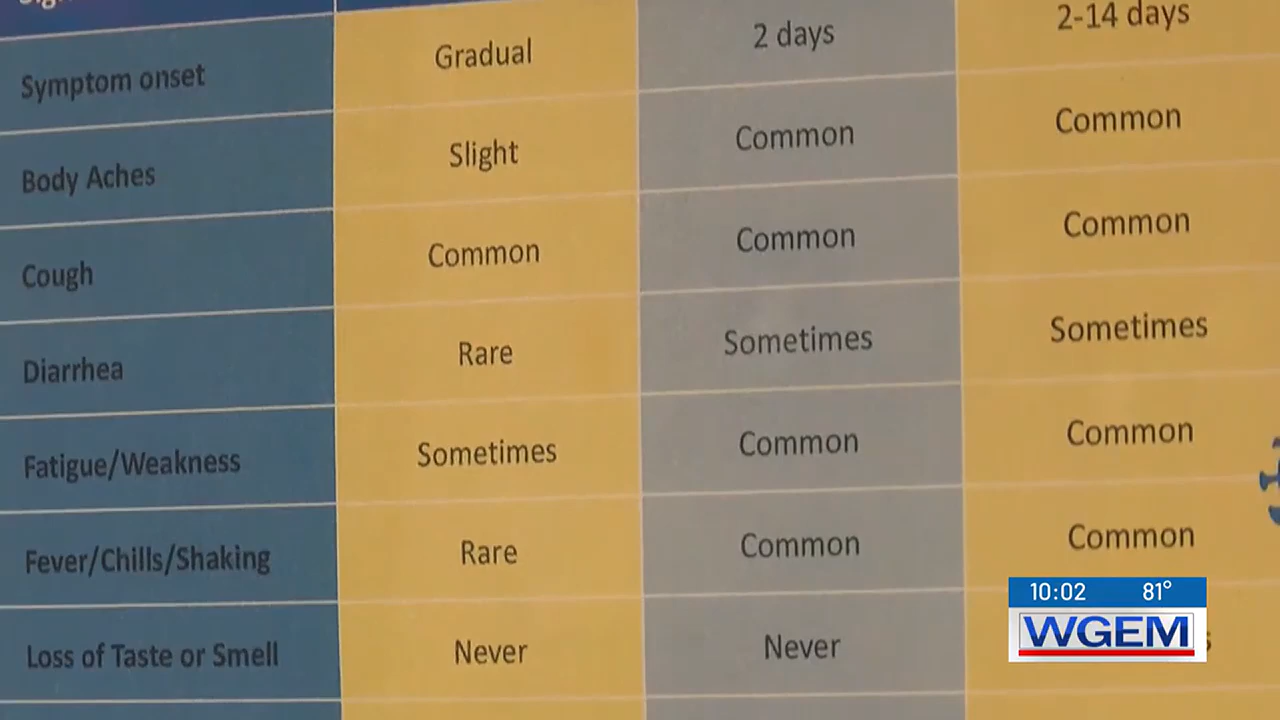 Symptom onset Gradual 2 days 2-14 days
Body Aches Slight Common Common
Cough Common Common Common
Diarrhea Rare Sometimes Sometimes
Fatigue/Weakness Sometimes Common Common
Fever/Chills/Shaking Rare Common Common
Loss of Taste or Smell Never Never
10:02 81°
WGEM